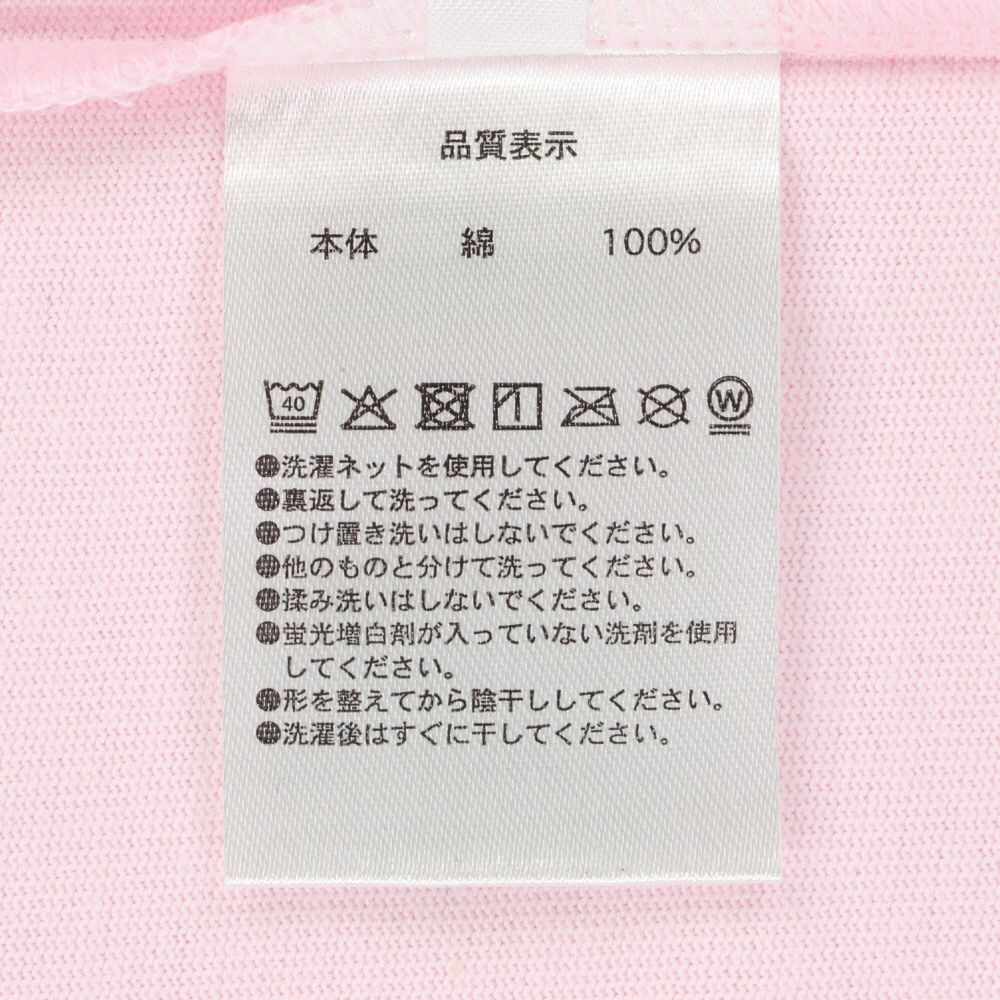 品質表示
本体 綿 100%
40 W
●洗濯ネットを使用してください。
●裏返して洗ってください。
●つけ置き洗いはしないでください。
●他のものと分けて洗ってください。
●揉み洗いはしないでください。
●蛍光増白剤が入っていない洗剤を使用
してください。
●形を整えてから陰干ししてください。
●洗濯後はすぐに干してください。